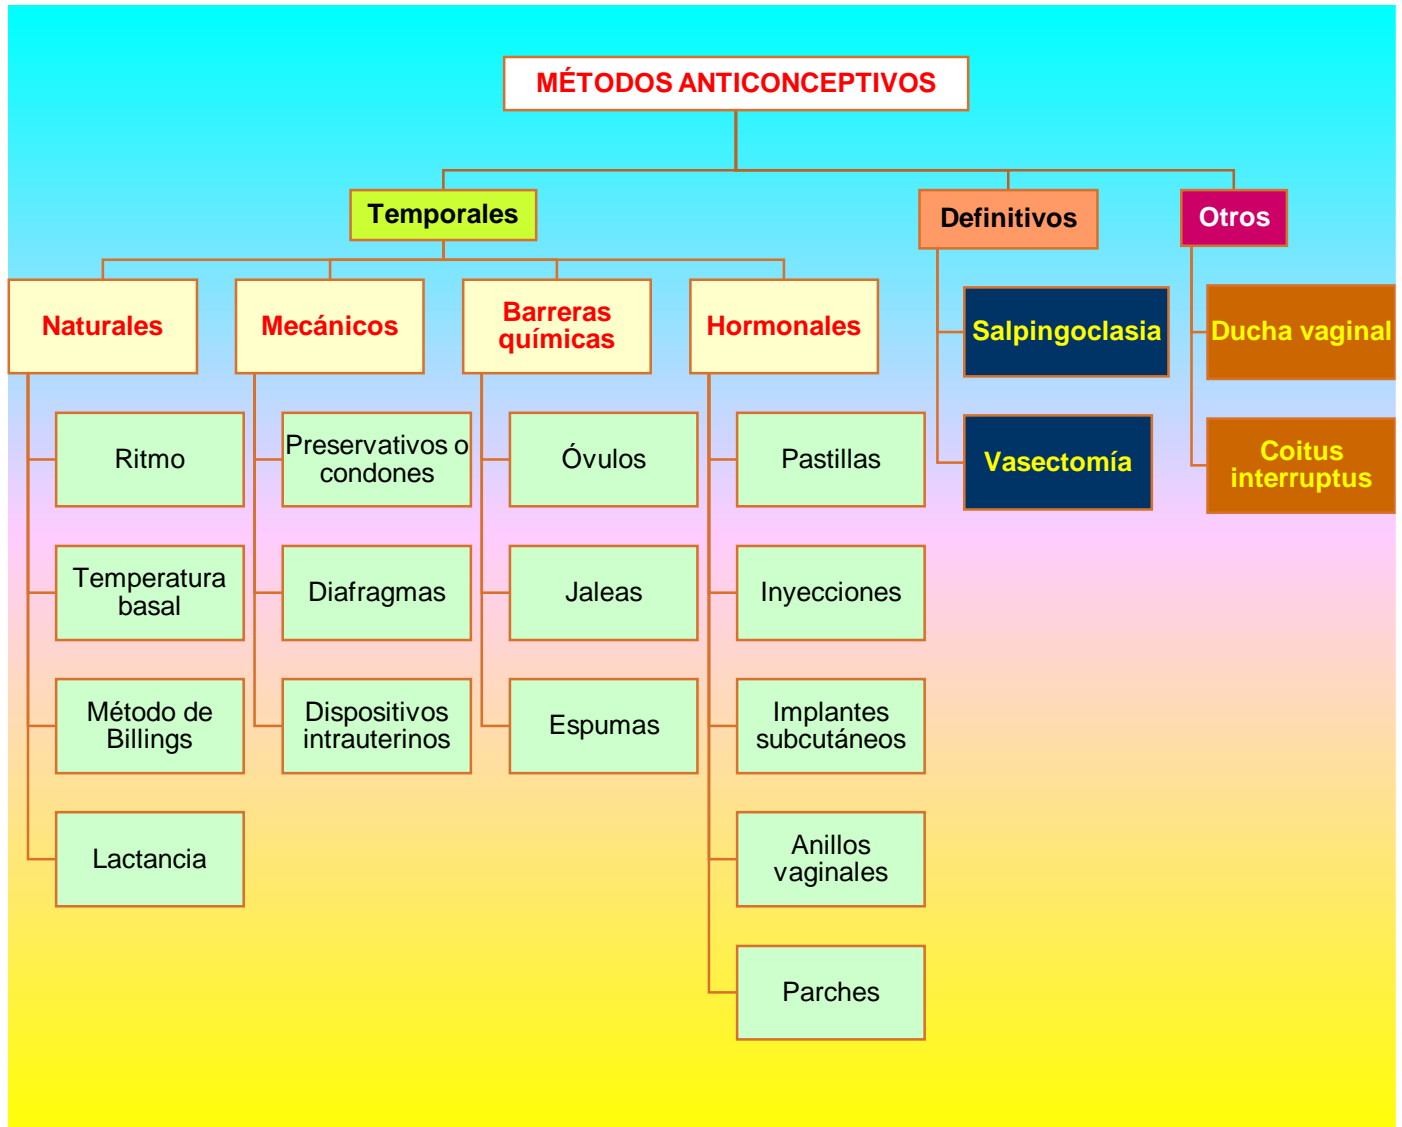 MÉTODOS ANTICONCEPTIVOS
Temporales
Definitivos
Otros
Naturales
Mecánicos
Barreras
químicas
Hormonales
Salpingoclasia
Ducha vaginal
Ritmo
Preservativos o
condones
Óvulos
Pastillas
Vasectomía
Coitus
interruptus
Temperatura
basal
Diafragmas
Jaleas
Inyecciones
Método de
Billings
Dispositivos
intrauterinos
Espumas
Implantes
subcutáneos
Lactancia
Anillos
vaginales
Parches